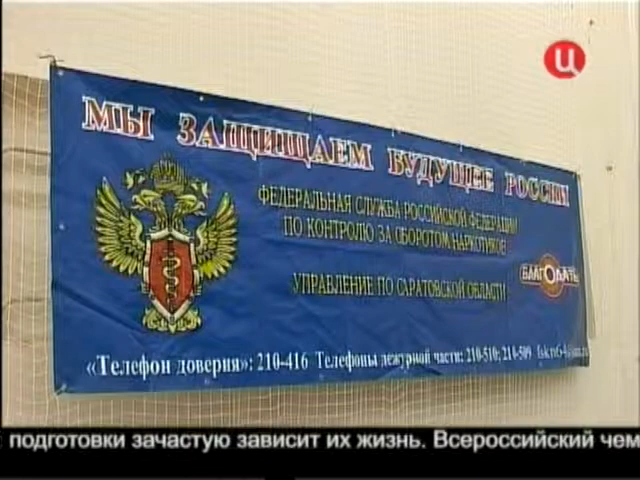 Ц
МЫ ЗАЩИЩАЕМ БУДУЩЕЕ РОССИИ
ФЕДЕРАЛЬНАЯ СЛУЖБА РОССИЙСКОЙ ФЕДЕРАЦИИ
ПО КОНТРОЛЮ ЗА ОБОРОТОМ НАРКОТИКОВ
БЛАГОДАТЬ
УПРАВЛЕНИЕ ПО САРАТОВСКОЙ ОБЛАСТИ
«Телефон доверия»: 210-416 Телефоны дежурной части: 210-510; 210-509
подготовки зачастую зависит их жизнь. Всероссийский чем